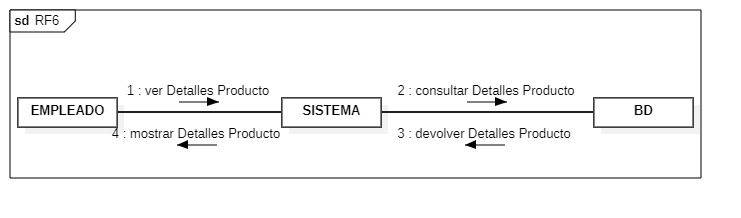 sd RF6
1 : ver Detalles Producto
2 : consultar Detalles Producto
EMPLEADO
SISTEMA
BD
4 : mostrar Detalles Producto
3 : devolver Detalles Producto